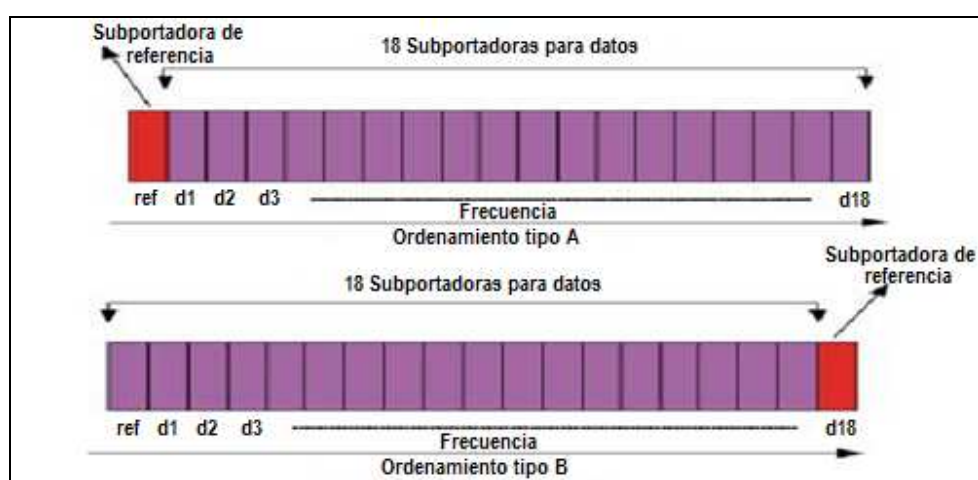 Subportadora de
referencia
18 Subportadoras para datos
ref d1 d2 d3 d18
Frecuencia
Ordenamiento tipo A
Subportadora de
referencia
18 Subportadoras para datos
ref d1 d2 d3 d18
Frecuencia
Ordenamiento tipo B